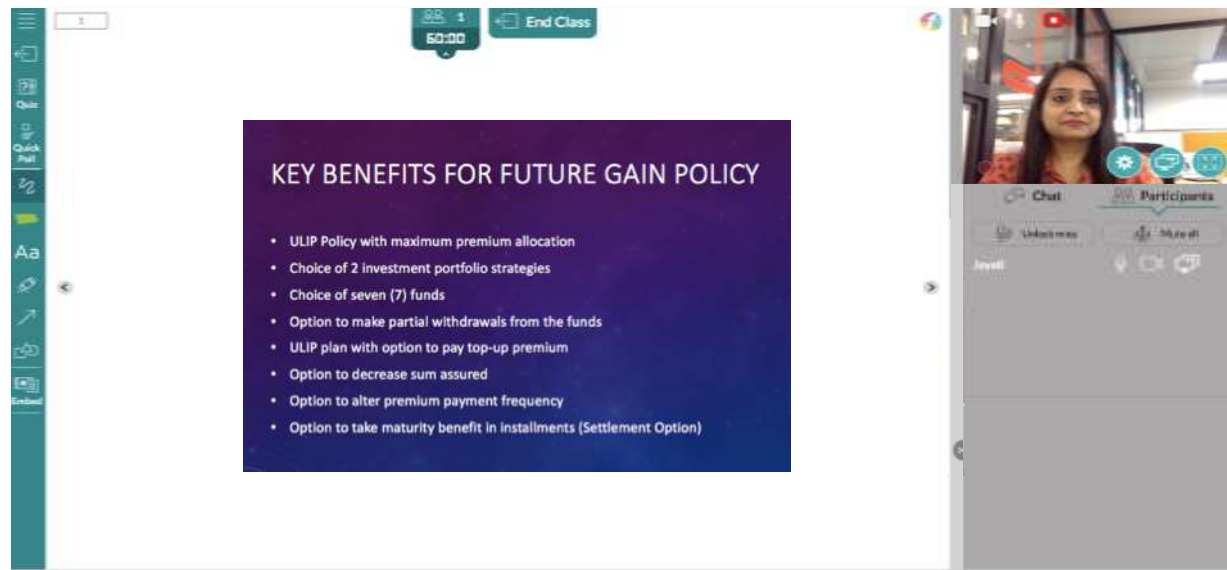 1
1
60:00
End Class
Quiz
Quick
Poll
Aa
Embed
KEY BENEFITS FOR FUTURE GAIN POLICY
• ULIP Policy with maximum premium allocation
• Choice of 2 investment portfolio strategies
• Choice of seven (7) funds
• Option to make partial withdrawals from the funds
• ULIP plan with option to pay top-up premium
• Option to decrease sum assured
• Option to alter premium payment frequency
• Option to take maturity benefit in installments (Settlement Option)
Chat
Participants
Mute all